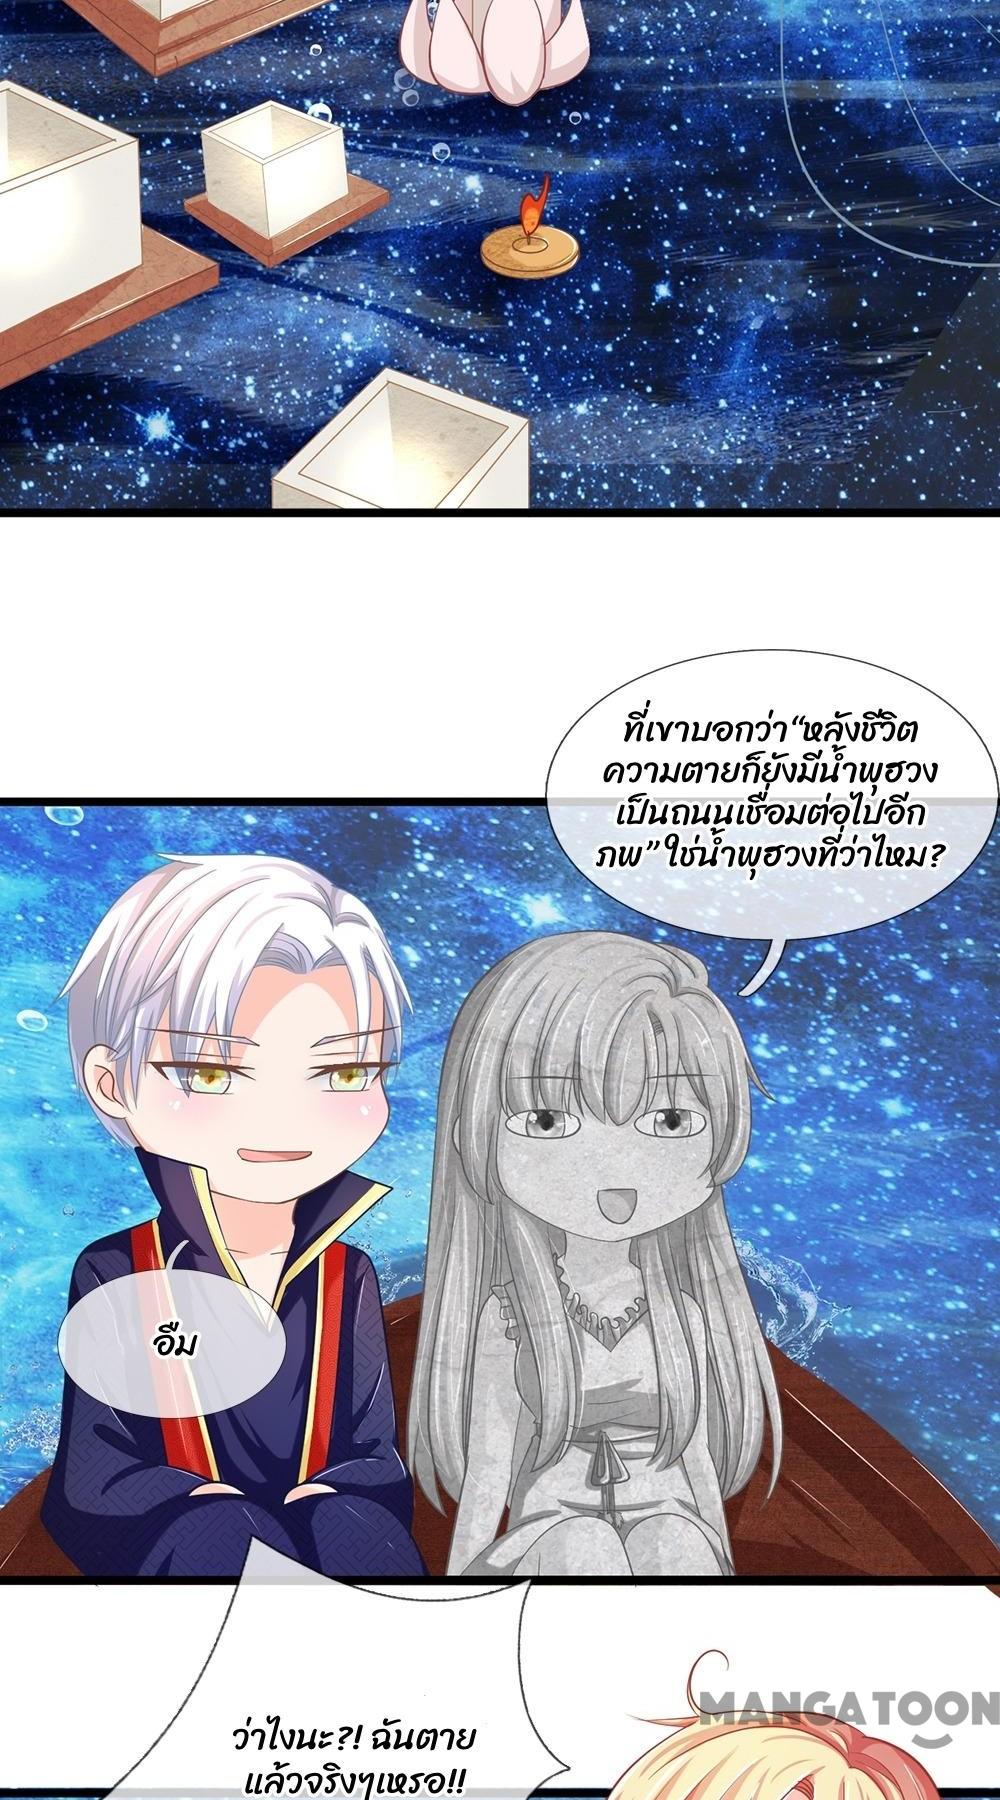 ที่เขาบอกว่า “หลังชีวิต
ความตายก็ยังมีน้ำพุฮวง
เป็นถนนเชื่อมต่อไปอีก
ภพ” ใช่น้ำพุฮวงที่ว่าไหม?
อืม
MANGATOON
ว่าไงนะ?! ฉันตาย
แล้วจริงๆเหรอ!!